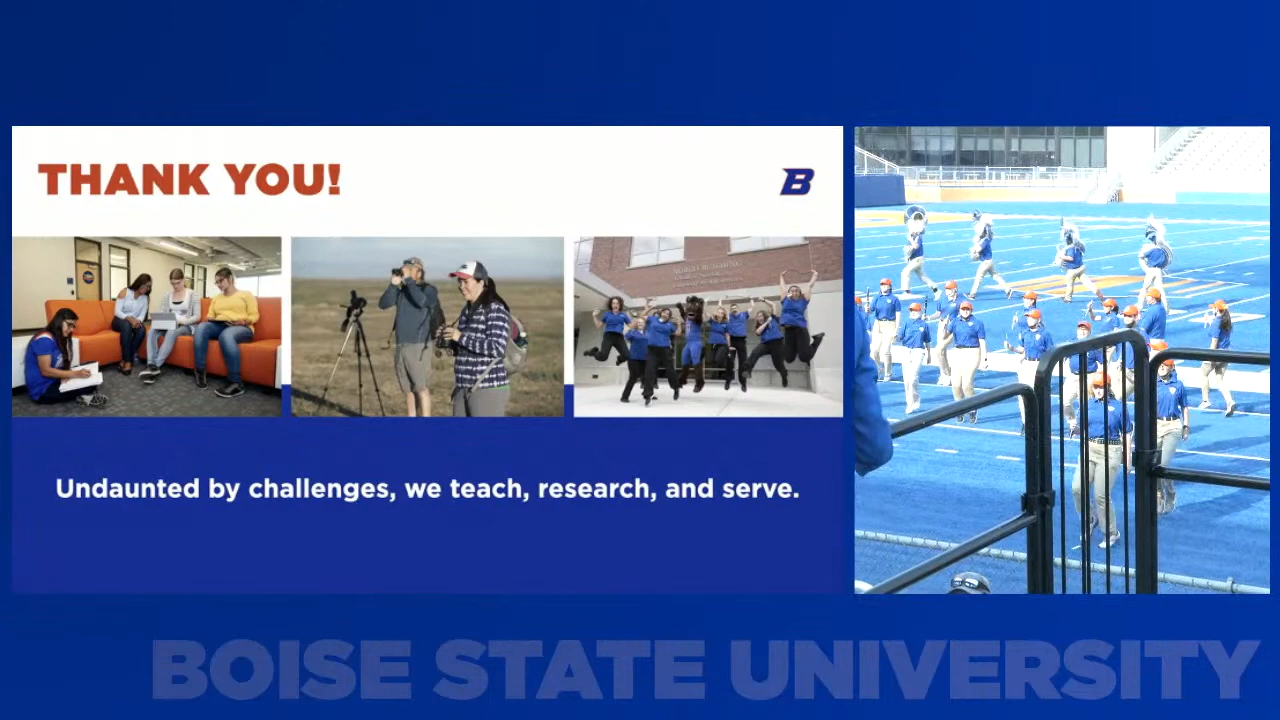 THANK YOU!
B
Undaunted by challenges, we teach, research, and serve.
BOISE STATE UNIVERSITY